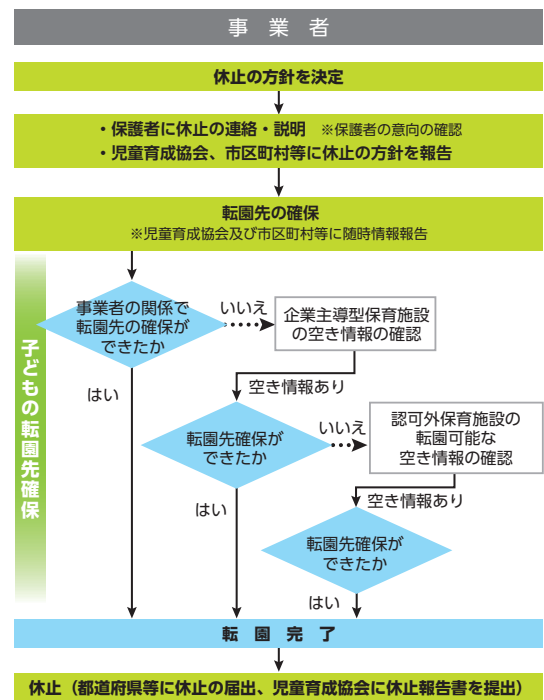 事業者
休止の方針を決定
・保護者に休止の連絡・説明 ※保護者の意向の確認
・児童育成協会、市区町村等に休止の方針を報告
転園先の確保
※児童育成協会及び市区町村等に随時情報報告
子どもの転園先確保
事業者の関係で
転園先の確保が
できたか
いいえ
企業主導型保育施設
の空き情報の確認
はい
空き情報あり
転園先確保が
できたか
いいえ
認可外保育施設の
転園可能な
空き情報の確認
はい
空き情報あり
転園先確保が
できたか
はい
転園完了
休止(都道府県等に休止の届出、児童育成協会に休止報告書を提出)